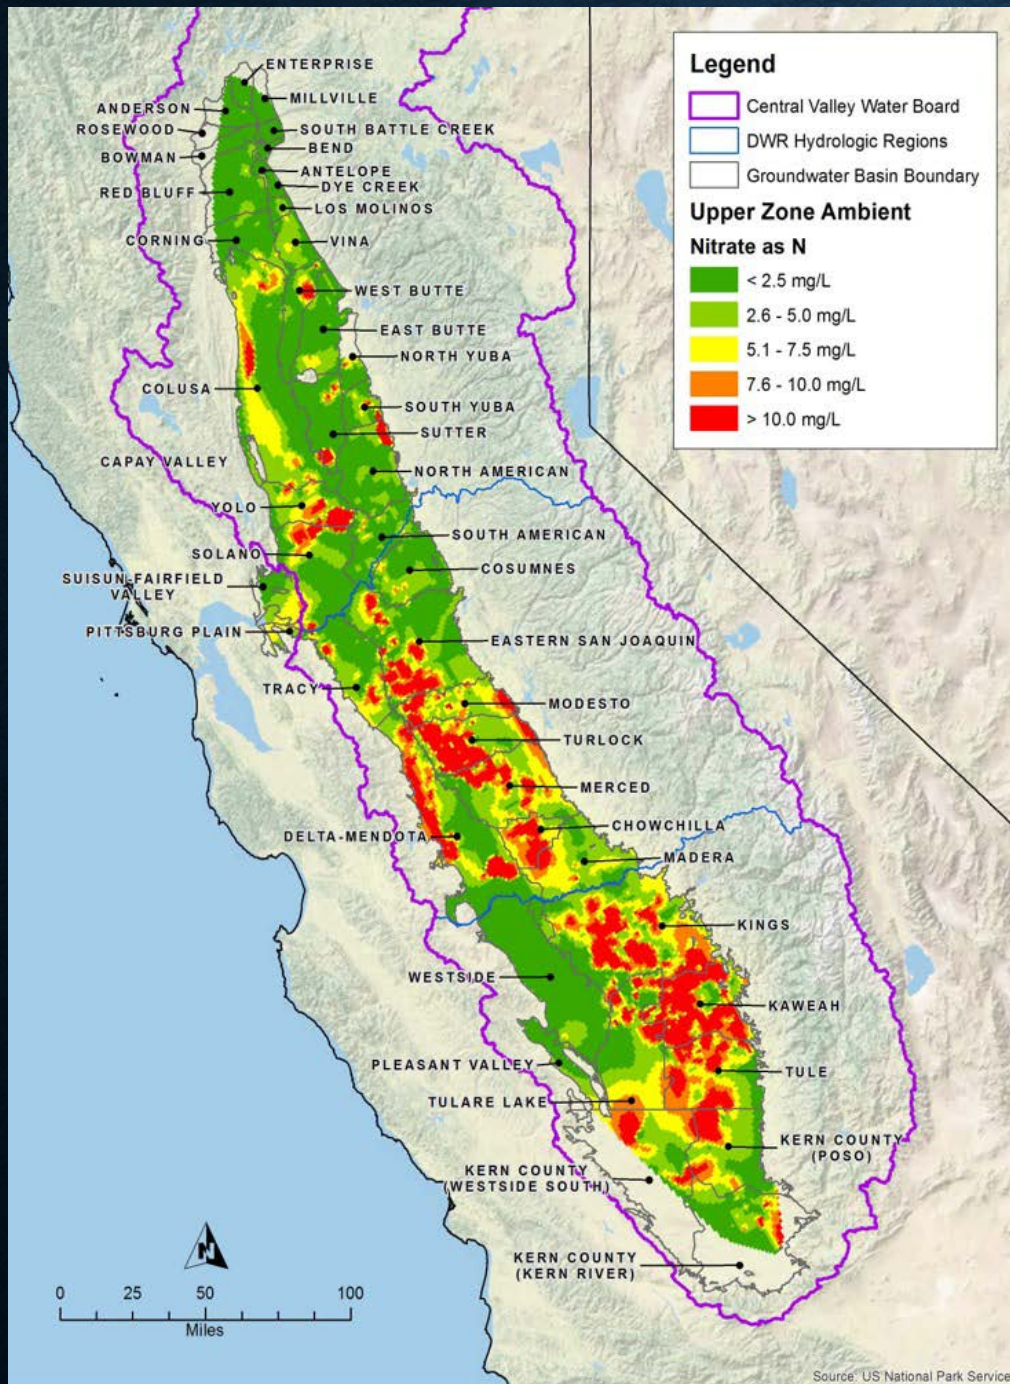 Legend
Central Valley Water Board
DWR Hydrologic Regions
Groundwater Basin Boundary
Upper Zone Ambient
Nitrate as N
< 2.5 mg/L
2.6 - 5.0 mg/L
5.1 - 7.5 mg/L
7.6 - 10.0 mg/L
> 10.0 mg/L
ENTERPRISE
MILLVILLE
ANDERSON
ROSEWOOD
SOUTH BATTLE CREEK
BEND
BOWMAN
ANTELOPE
DYE CREEK
RED BLUFF
LOS MOLINOS
CORNING
VINA
WEST BUTTE
EAST BUTTE
NORTH YUBA
COLUSA
SOUTH YUBA
SUTTER
CAPAY VALLEY
NORTH AMERICAN
YOLO
SOUTH AMERICAN
SOLANO
COSUMNES
SUISUN-FAIRFIELD
VALLEY
PITTSBURG PLAIN
EASTERN SAN JOAQUIN
TRACY
MODESTO
TURLOCK
MERCED
CHOWCHILLA
DELTA-MENDOTA
MADERA
KINGS
WESTSIDE
KAWEAH
PLEASANT VALLEY
TULE
TULARE LAKE
KERN COUNTY
(POSO)
KERN COUNTY
(WESTSIDE SOUTH)
KERN COUNTY
(KERN RIVER)
N
0 25 50 100
Miles
Source: US National Park Service